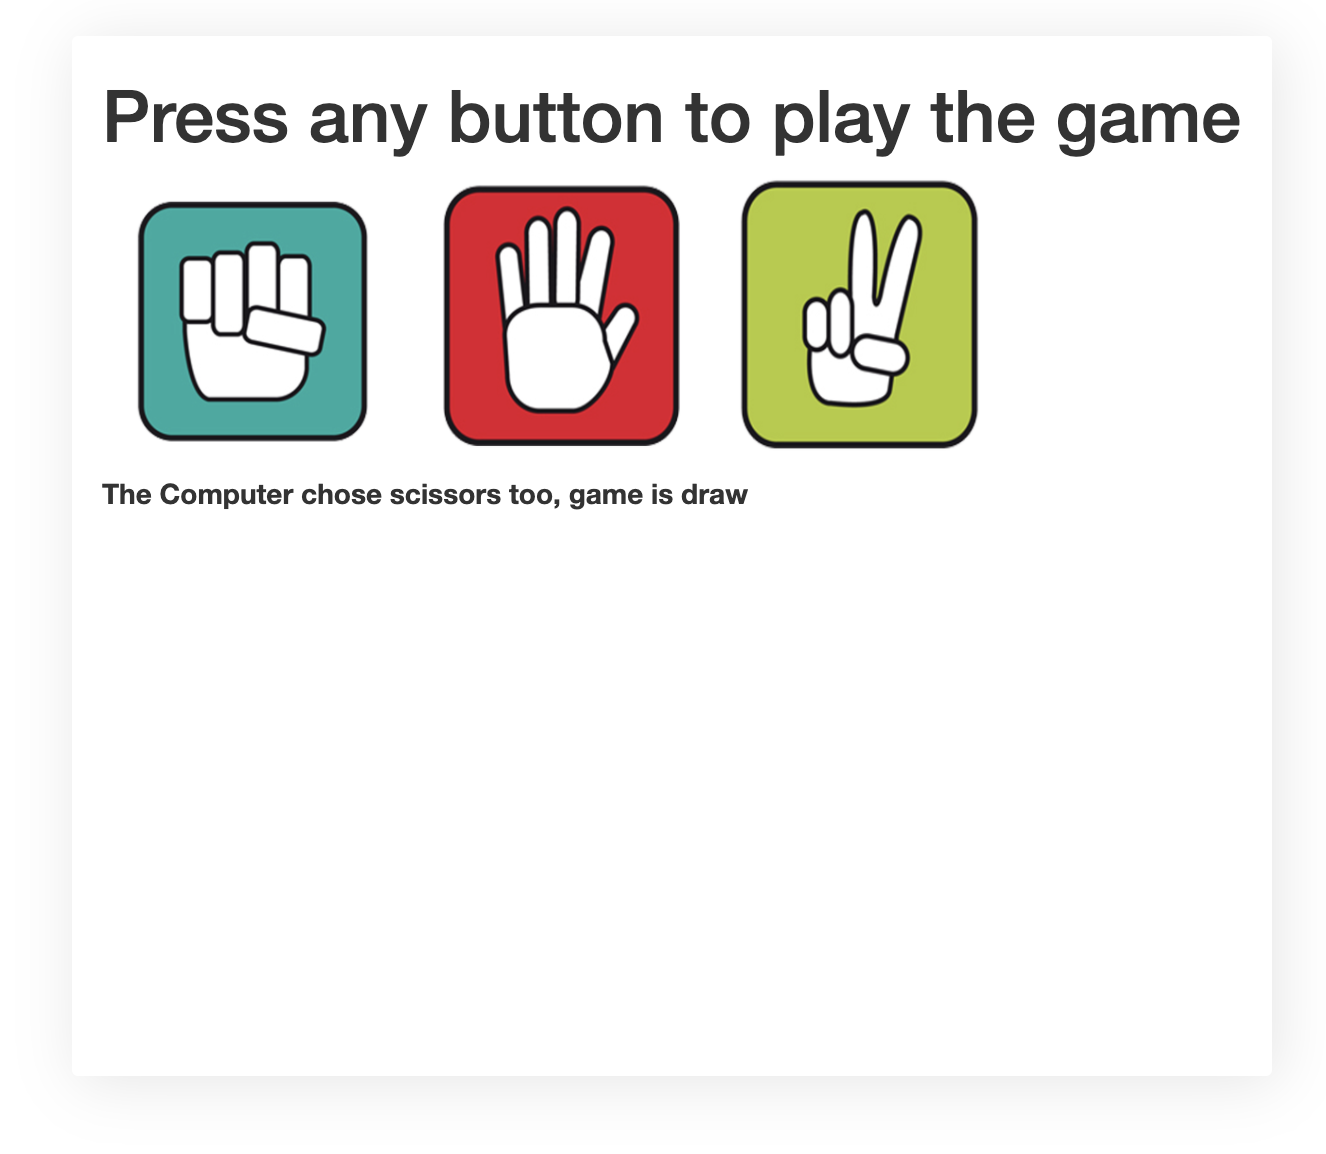 Press any button to play the game
The Computer chose scissors too, game is draw